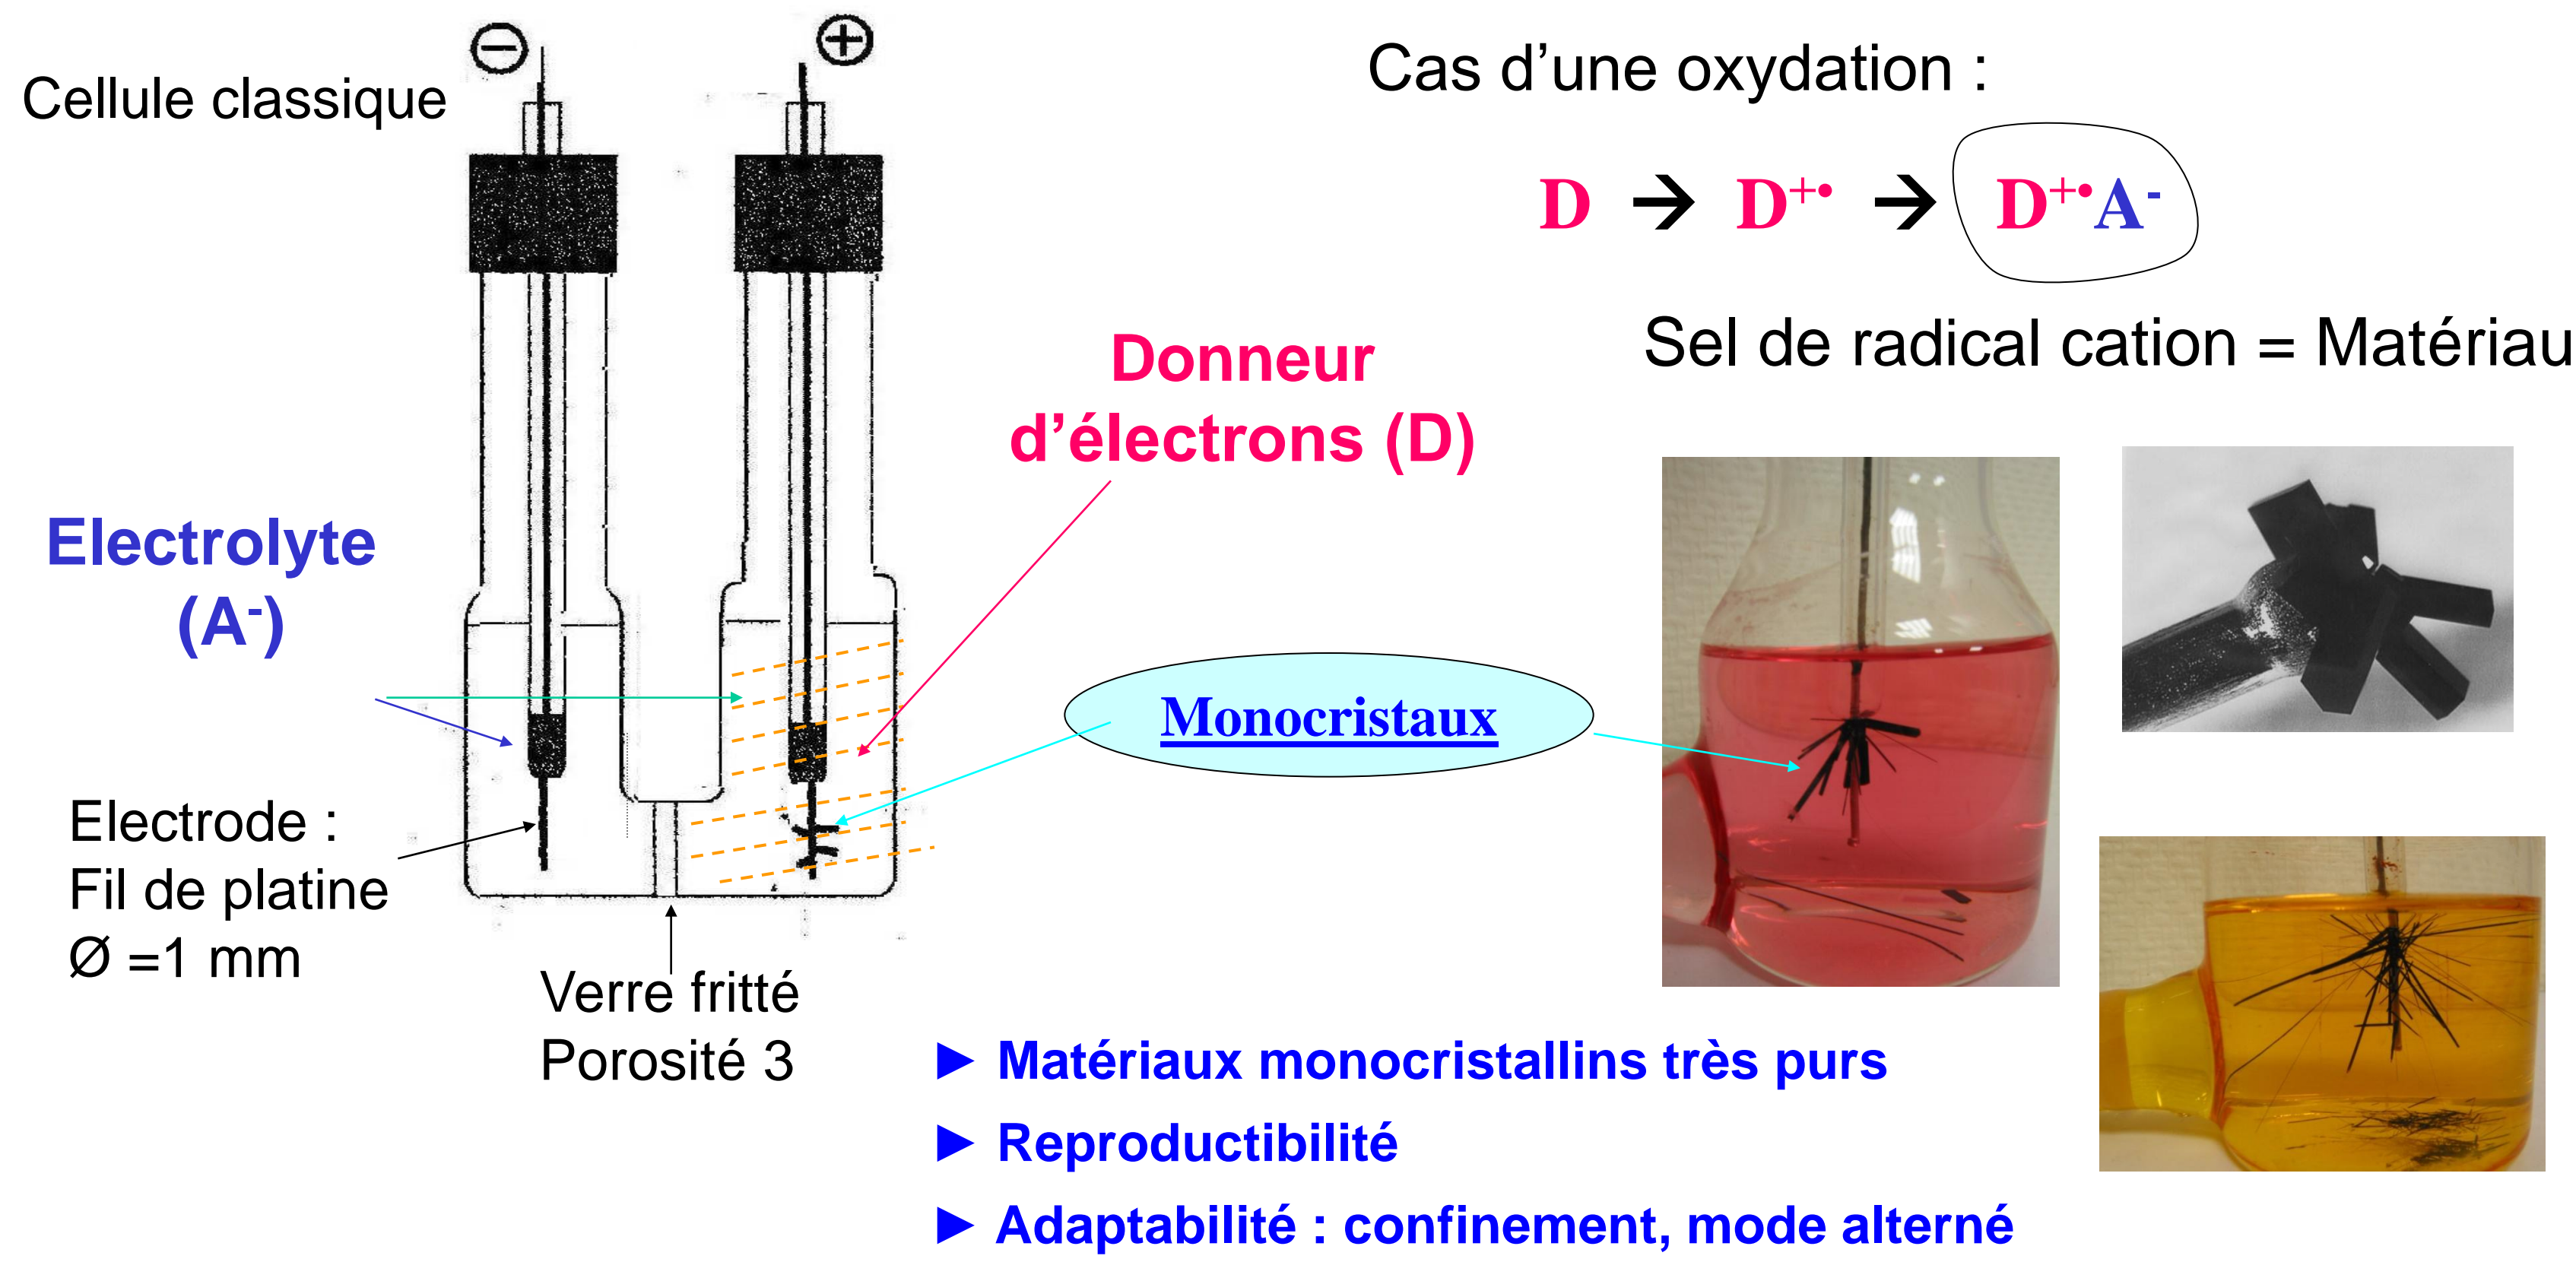 ⊖
⊕
Cellule classique
Cas d’une oxydation :
D → D⁺• → D⁺•A⁻
Sel de radical cation = Matériau
Donneur
d’électrons (D)
Electrolyte
(A⁻)
Monocristaux
Electrode :
Fil de platine
Ø =1 mm
Verre fritté
Porosité 3
► Matériaux monocristallins très purs
► Reproductibilité
► Adaptabilité : confinement, mode alterné